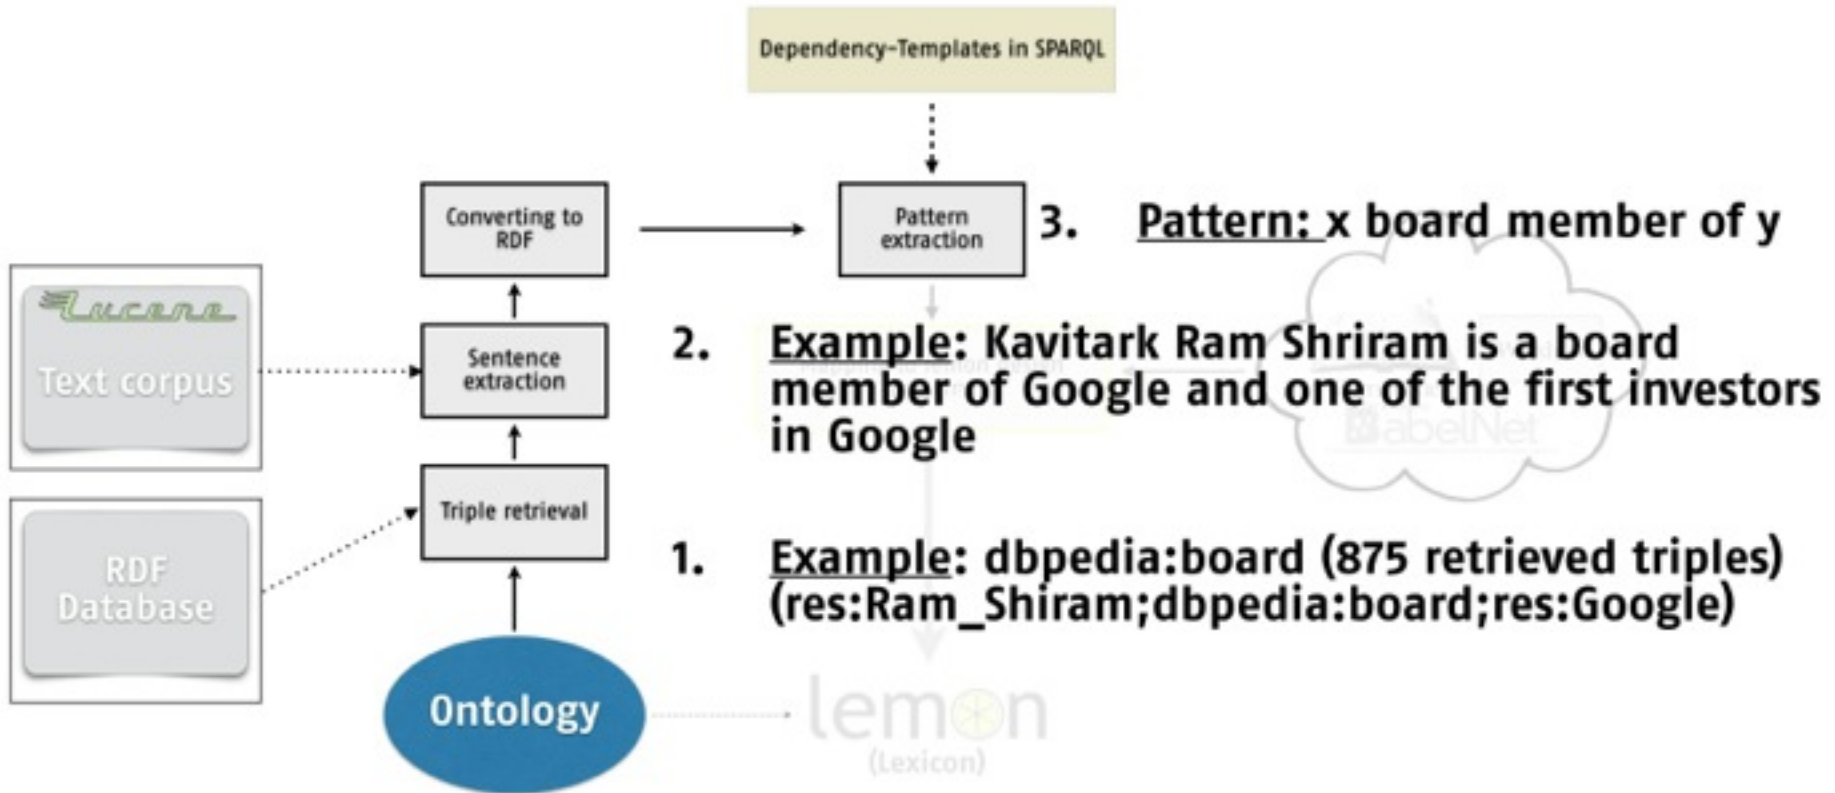 Dependency-Templates in SPARQL
Converting to
RDF
Pattern
extraction
3. Pattern: x board member of y
Lucene
Text corpus
Sentence
extraction
2. Example: Kavitark Ram Shriram is a board
member of Google and one of the first investors
in Google
BabelNet
Triple retrieval
RDF
Database
1. Example: dbpedia:board (875 retrieved triples)
(res:Ram_Shiram;dbpedia:board;res:Google)
Ontology
lemon
(Lexicon)